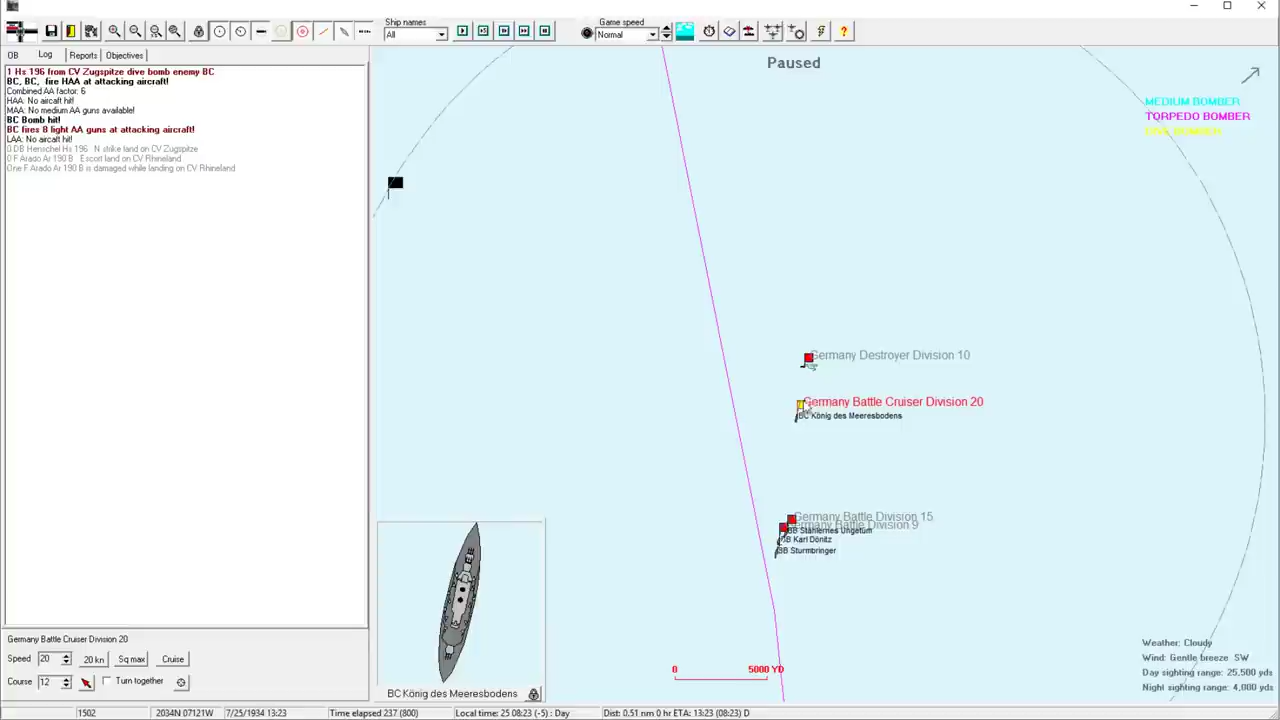 Ship names
Game speed
All
Normal
OB
Log
Reports
Objectives
1 Hs 196 from CV Zugspitze dive bomb enemy BC
BC, BC, fire HAA at attacking aircraft!
Combined AA factor: 6
HAA: No aircaft hit!
MAA: No medium AA guns available!
BC Bomb hit!
BC fires 8 light AA guns at attacking aircraft!
LAA: No aircaft hit!
0 DB Henschel Hs 196 N strike land on CV Zugspitze
0 F Arado Ar 190 B Escort land on CV Rhineland
One F Arado Ar 190 B is damaged while landing on CV Rhineland
Paused
MEDIUM BOMBER
TORPEDO BOMBER
DIVE BOMBER
Germany Destroyer Division 10
Germany Battle Cruiser Division 20
BC König des Meeresbodens
Germany Battle Division 15
Germany Battle Division 9
BB Stählernes Ungetüm
BB Karl Dönitz
BB Sturmbringer
0
5000 YD
Weather: Cloudy
Wind: Gentle breeze SW
Day sighting range: 25,500 yds
Night sighting range: 4,000 yds
BC König des Meeresbodens
Germany Battle Cruiser Division 20
Speed
20
20 kn
Sq max
Cruise
Course
12
Turn together
1502
2034N 07121W
7/25/1934 13:23
Time elapsed 237 (800)
Local time: 25 08:23 (-5) : Day
Dist: 0.51 nm 0 hr ETA: 13:23 (08:23) D